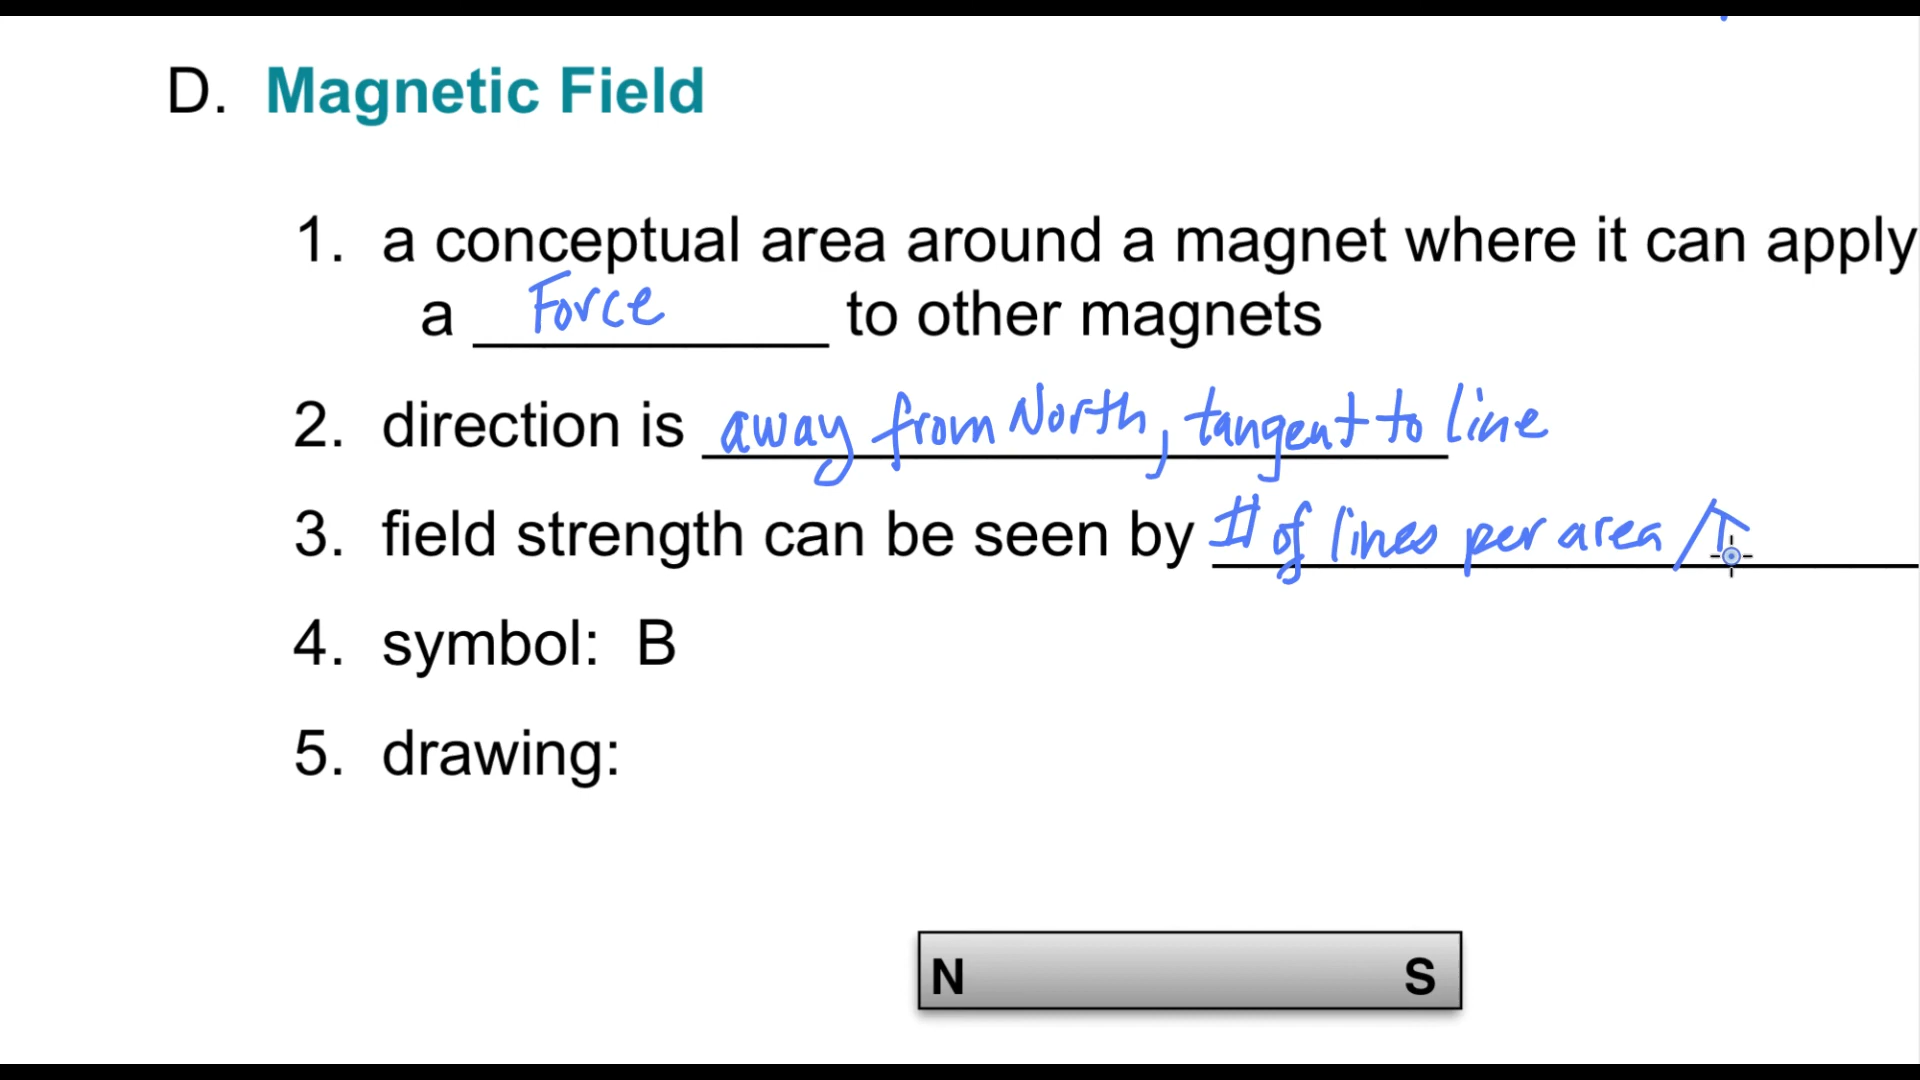 D. Magnetic Field
1. a conceptual area around a magnet where it can apply
a Force to other magnets
2. direction is away from North, tangent to line
3. field strength can be seen by # of lines per area /
4. symbol: B
5. drawing:
N S